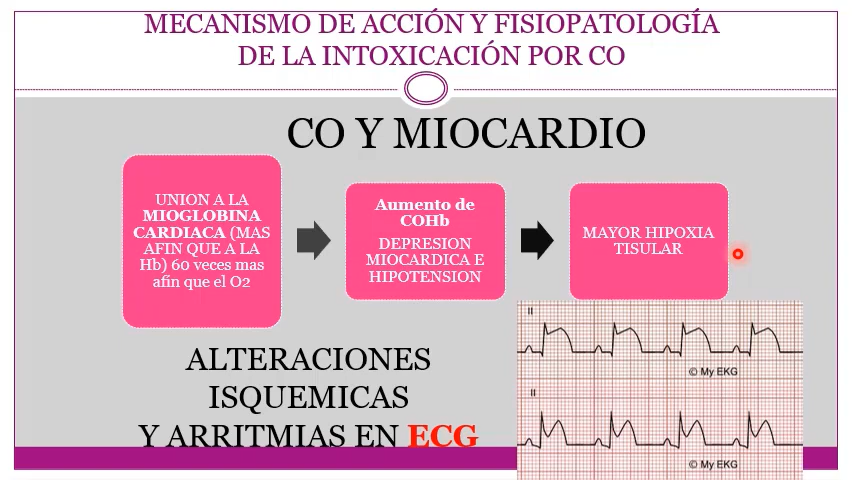 MECANISMO DE ACCIÓN Y FISIOPATOLOGÍA
DE LA INTOXICACIÓN POR CO
CO Y MIOCARDIO
UNION A LA
MIOGLOBINA
CARDIACA (MAS
AFIN QUE A LA
Hb) 60 veces mas
afín que el O2
Aumento de
COHb
DEPRESION
MIOCARDICA E
HIPOTENSION
MAYOR HIPOXIA
TISULAR
ALTERACIONES
ISQUEMICAS
Y ARRITMIAS EN ECG
II
© My EKG
II
© My EKG